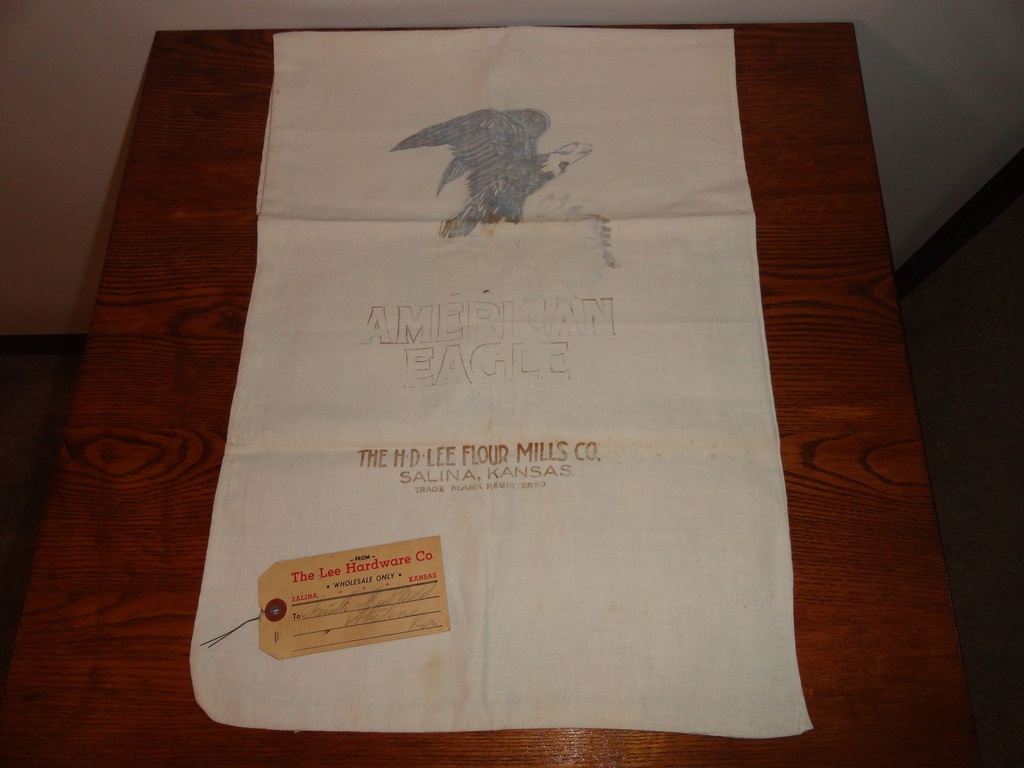 AMERICAN
EAGLE
THE H·D·LEE FLOUR MILLS CO.
SALINA, KANSAS.
TRADE MARK REGISTERED
—FROM—
The Lee Hardware Co.
• WHOLESALE ONLY •
SALINA, KANSAS
To